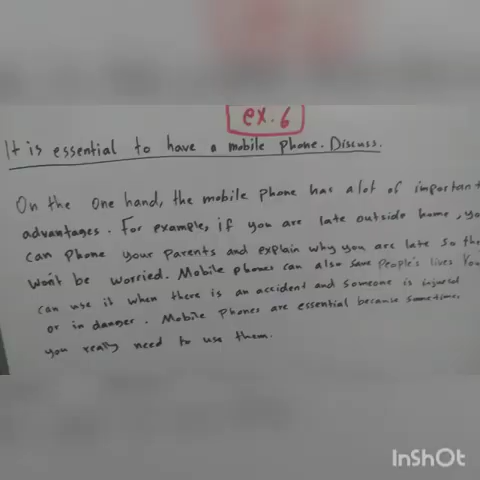 ex. 6
It is essential to have a mobile phone. Discuss.
On the one hand, the mobile phone has a lot of important
advantages. For example, if you are late outside home, yo
can phone your parents and explain why you are late so the
won't be worried. Mobile phones can also save people's lives You
can use it when there is an accident and someone is injured
or in danger. Mobile phones are essential because sometimes
you really need to use them.
InShOt